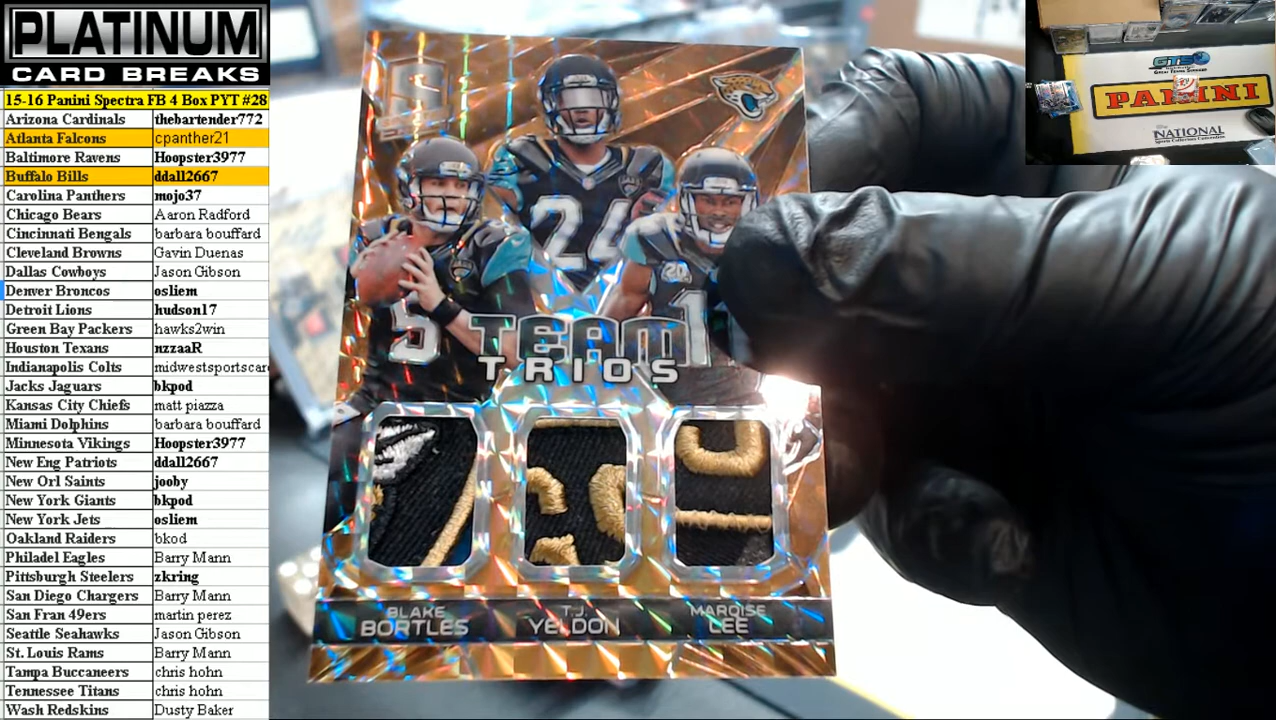 PLATINUM
CARD BREAKS
15-16 Panini Spectra FB 4 Box PYT #28
Arizona Cardinals thebartender772
Atlanta Falcons cpanther21
Baltimore Ravens Hoopster3977
Buffalo Bills ddall2667
Carolina Panthers mojo37
Chicago Bears Aaron Radford
Cincinnati Bengals barbara bouffard
Cleveland Browns Gavin Duenas
Dallas Cowboys Jason Gibson
Denver Broncos osliem
Detroit Lions hudson17
Green Bay Packers hawks2win
Houston Texans nzzaaR
Indianapolis Colts midwestsportscar
Jacks Jaguars bkpod
Kansas City Chiefs matt piazza
Miami Dolphins barbara bouffard
Minnesota Vikings Hoopster3977
New Eng Patriots ddall2667
New Orl Saints jooby
New York Giants bkpod
New York Jets osliem
Oakland Raiders bkod
Philadel Eagles Barry Mann
Pittsburgh Steelers zkring
San Diego Chargers Barry Mann
San Fran 49ers martin perez
Seattle Seahawks Jason Gibson
St. Louis Rams Barry Mann
Tampa Buccaneers chris hohn
Tennessee Titans chris hohn
Wash Redskins Dusty Baker
24
5
20
1
TEAM
TRIOS
BLAKE
BORTLES
T.J.
YELDON
MARQISE
LEE
GTS
PANINI
NATIONAL